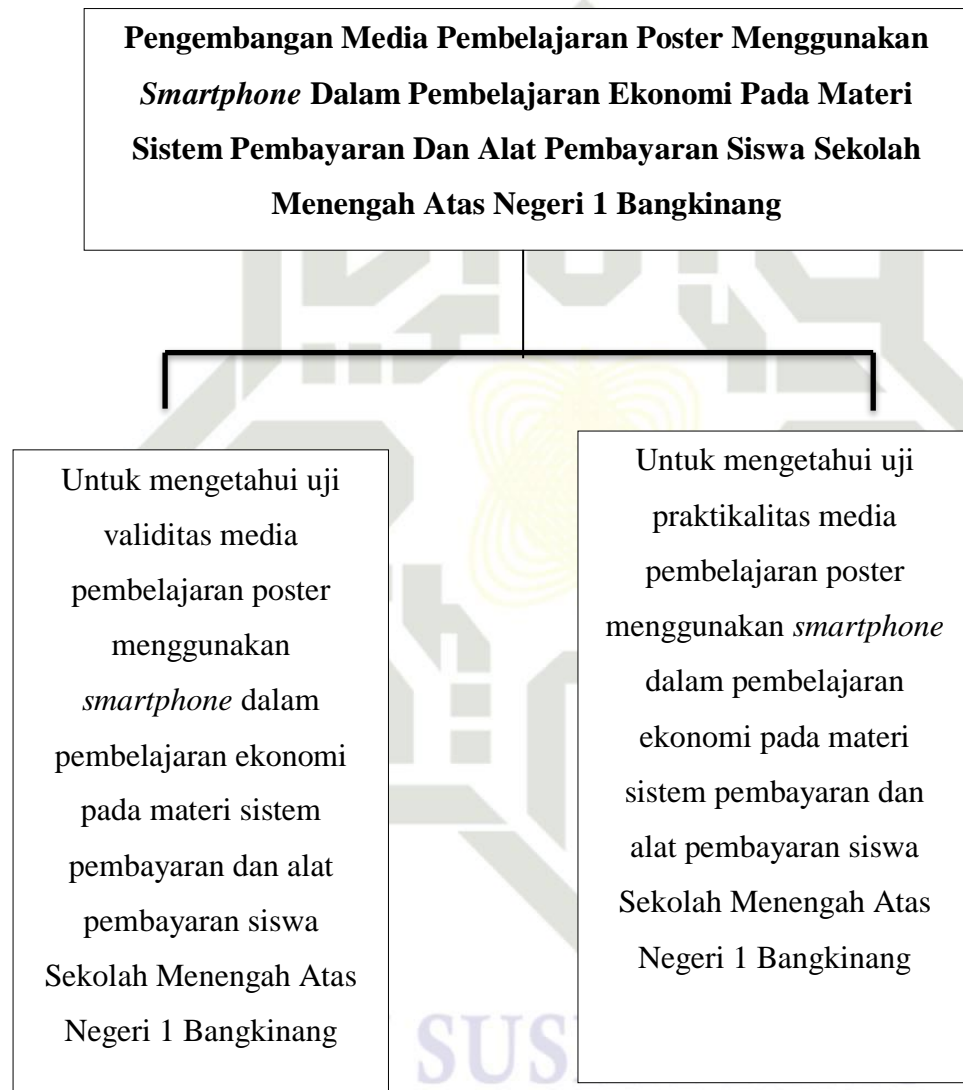 Pengembangan Media Pembelajaran Poster Menggunakan
Smartphone Dalam Pembelajaran Ekonomi Pada Materi
Sistem Pembayaran Dan Alat Pembayaran Siswa Sekolah
Menengah Atas Negeri 1 Bangkinang
Untuk mengetahui uji
validitas media
pembelajaran poster
menggunakan
smartphone dalam
pembelajaran ekonomi
pada materi sistem
pembayaran dan alat
pembayaran siswa
Sekolah Menengah Atas
Negeri 1 Bangkinang
Untuk mengetahui uji
praktikalitas media
pembelajaran poster
menggunakan smartphone
dalam pembelajaran
ekonomi pada materi
sistem pembayaran dan
alat pembayaran siswa
Sekolah Menengah Atas
Negeri 1 Bangkinang